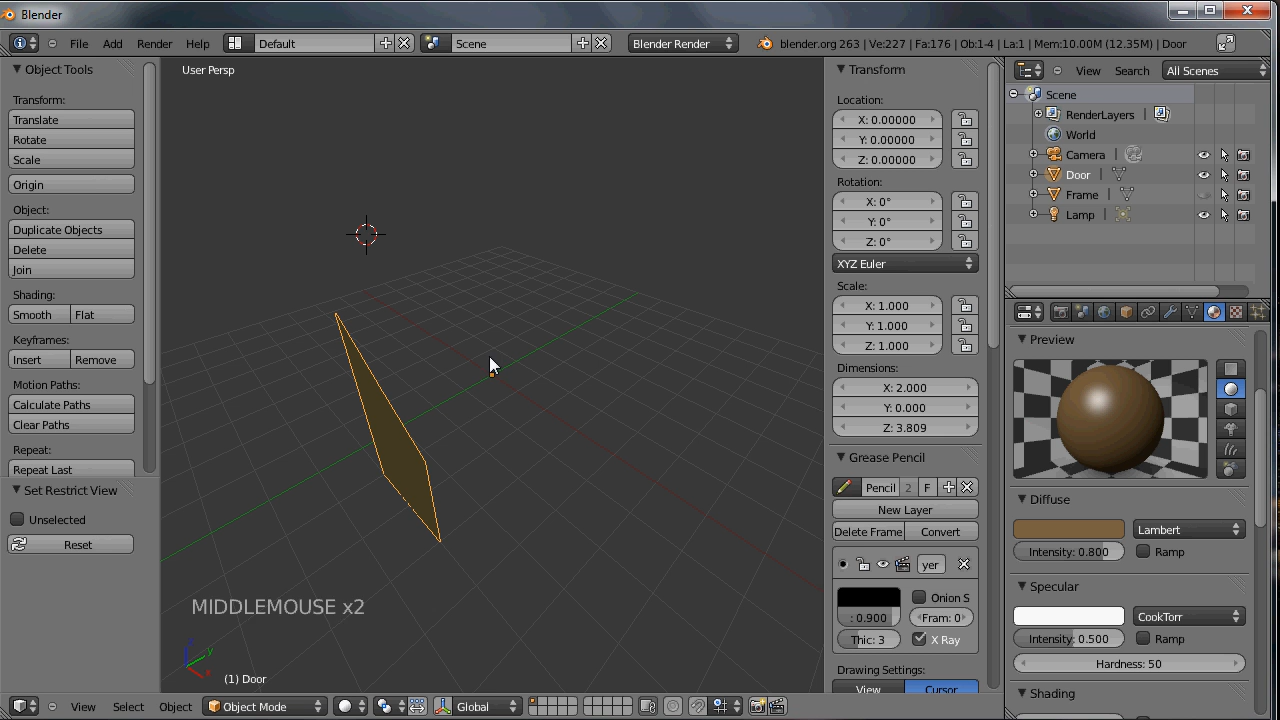 Blender
File Add Render Help Default Scene Blender Render blender.org 263 | Ve:227 | Fa:176 | Ob:1-4 | La:1 | Mem:10.00M (12.35M) | Door
Object Tools
Transform:
Translate
Rotate
Scale
Origin
Object:
Duplicate Objects
Delete
Join
Shading:
Smooth Flat
Keyframes:
Insert Remove
Motion Paths:
Calculate Paths
Clear Paths
Repeat:
Repeat Last
Set Restrict View
Unselected
Reset
User Persp
MIDDLEMOUSE x2
z
y
x
(1) Door
View Select Object Object Mode Global
Transform
Location:
X: 0.00000
Y: 0.00000
Z: 0.00000
Rotation:
X: 0°
Y: 0°
Z: 0°
XYZ Euler
Scale:
X: 1.000
Y: 1.000
Z: 1.000
Dimensions:
X: 2.000
Y: 0.000
Z: 3.809
Grease Pencil
Pencil 2 F
New Layer
Delete Frame Convert
yer
Onion S
: 0.900 Fram: 0
Thic: 3 X Ray
Drawing Settings:
View Cursor
View Search All Scenes
Scene
RenderLayers
World
Camera
Door
Frame
Lamp
Preview
Diffuse
Lambert
Intensity: 0.800 Ramp
Specular
CookTorr
Intensity: 0.500 Ramp
Hardness: 50
Shading